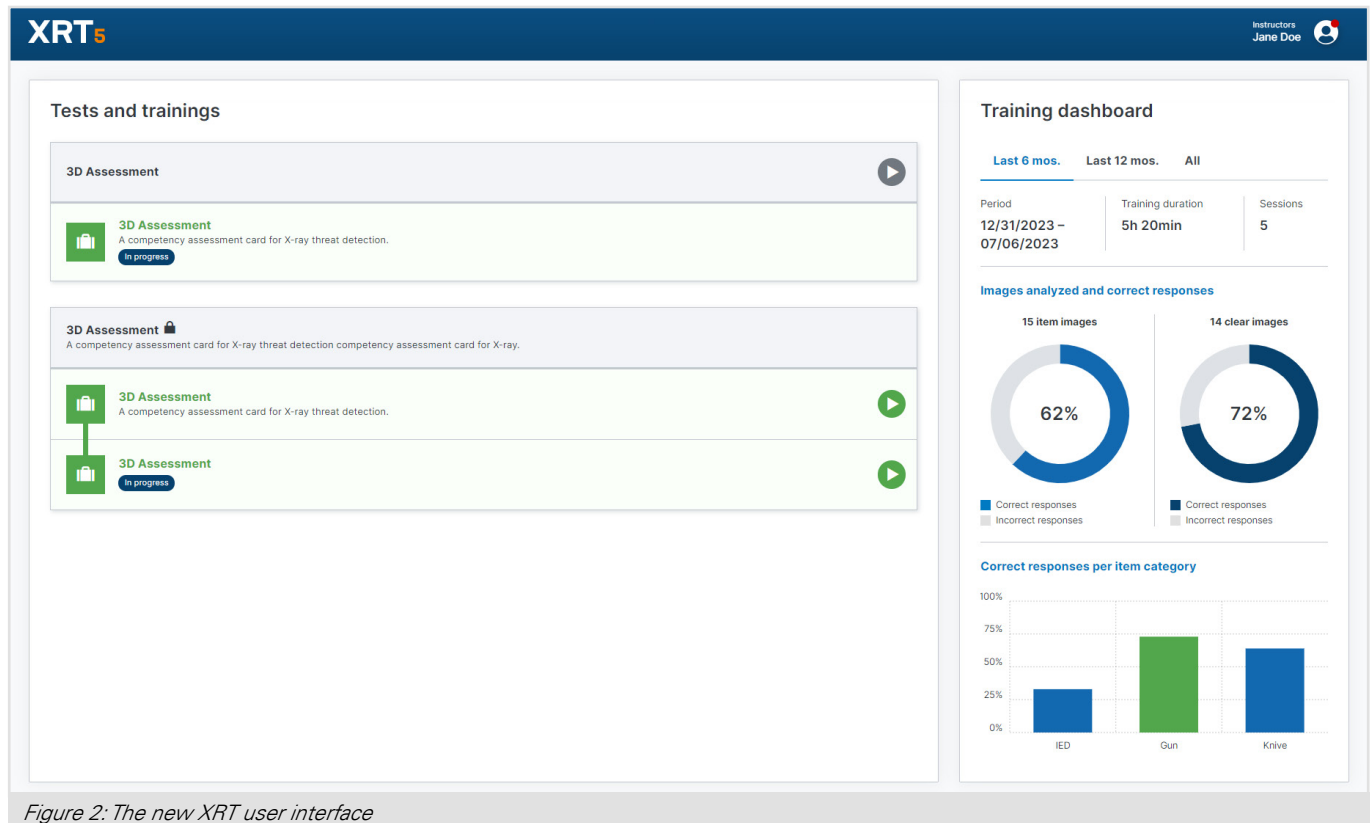 XRT5
Instructors
Jane Doe
Tests and trainings
3D Assessment
3D Assessment
A competency assessment card for X-ray threat detection.
In progress
3D Assessment
A competency assessment card for X-ray threat detection competency assessment card for X-ray.
3D Assessment
A competency assessment card for X-ray threat detection.
3D Assessment
In progress
Training dashboard
Last 6 mos. Last 12 mos. All
Period Training duration Sessions
12/31/2023 – 5h 20min 5
07/06/2023
Images analyzed and correct responses
15 item images 14 clear images
62% 72%
Correct responses Correct responses
Incorrect responses Incorrect responses
Correct responses per item category
100%
75%
50%
25%
0%
IED Gun Knive
Figure 2: The new XRT user interface